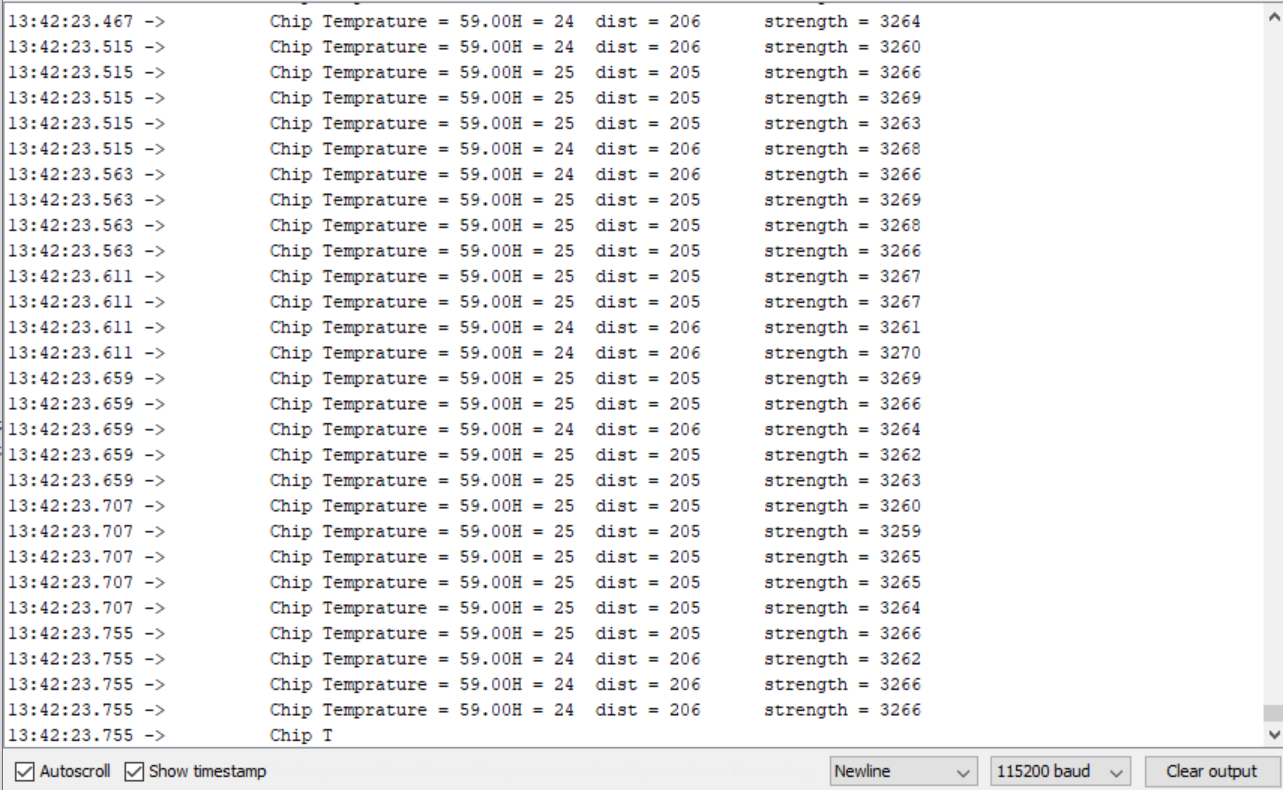 13:42:23.467 -> Chip Temprature = 59.00H = 24 dist = 206 strength = 3264
13:42:23.515 -> Chip Temprature = 59.00H = 24 dist = 206 strength = 3260
13:42:23.515 -> Chip Temprature = 59.00H = 25 dist = 205 strength = 3266
13:42:23.515 -> Chip Temprature = 59.00H = 25 dist = 205 strength = 3269
13:42:23.515 -> Chip Temprature = 59.00H = 25 dist = 205 strength = 3263
13:42:23.515 -> Chip Temprature = 59.00H = 24 dist = 206 strength = 3268
13:42:23.563 -> Chip Temprature = 59.00H = 24 dist = 206 strength = 3266
13:42:23.563 -> Chip Temprature = 59.00H = 25 dist = 205 strength = 3269
13:42:23.563 -> Chip Temprature = 59.00H = 25 dist = 205 strength = 3268
13:42:23.563 -> Chip Temprature = 59.00H = 25 dist = 205 strength = 3266
13:42:23.611 -> Chip Temprature = 59.00H = 25 dist = 205 strength = 3267
13:42:23.611 -> Chip Temprature = 59.00H = 25 dist = 205 strength = 3267
13:42:23.611 -> Chip Temprature = 59.00H = 24 dist = 206 strength = 3261
13:42:23.611 -> Chip Temprature = 59.00H = 24 dist = 206 strength = 3270
13:42:23.659 -> Chip Temprature = 59.00H = 25 dist = 205 strength = 3269
13:42:23.659 -> Chip Temprature = 59.00H = 25 dist = 205 strength = 3266
13:42:23.659 -> Chip Temprature = 59.00H = 24 dist = 206 strength = 3264
13:42:23.659 -> Chip Temprature = 59.00H = 25 dist = 205 strength = 3262
13:42:23.659 -> Chip Temprature = 59.00H = 25 dist = 205 strength = 3263
13:42:23.707 -> Chip Temprature = 59.00H = 25 dist = 205 strength = 3260
13:42:23.707 -> Chip Temprature = 59.00H = 25 dist = 205 strength = 3259
13:42:23.707 -> Chip Temprature = 59.00H = 25 dist = 205 strength = 3265
13:42:23.707 -> Chip Temprature = 59.00H = 25 dist = 205 strength = 3265
13:42:23.707 -> Chip Temprature = 59.00H = 25 dist = 205 strength = 3264
13:42:23.755 -> Chip Temprature = 59.00H = 25 dist = 205 strength = 3266
13:42:23.755 -> Chip Temprature = 59.00H = 24 dist = 206 strength = 3262
13:42:23.755 -> Chip Temprature = 59.00H = 24 dist = 206 strength = 3266
13:42:23.755 -> Chip Temprature = 59.00H = 24 dist = 206 strength = 3266
13:42:23.755 -> Chip T
Autoscroll Show timestamp Newline 115200 baud Clear output